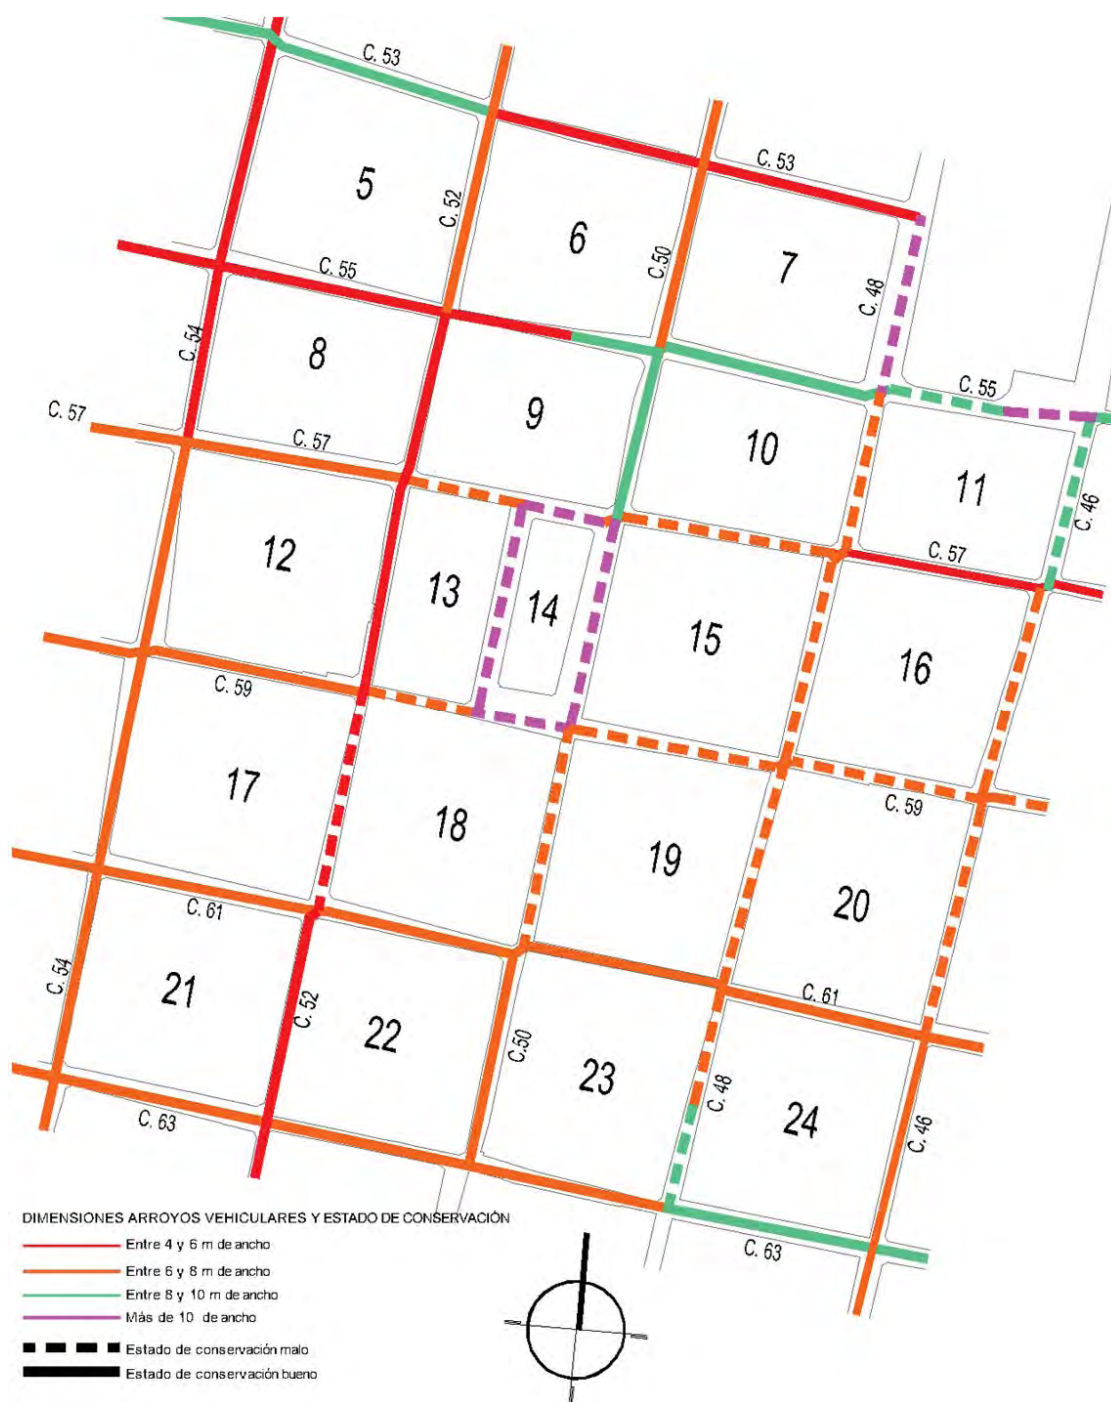 C. 53
C. 53
C. 52
5
C. 50
6
7
C. 48
C. 55
C. 54
8
C. 55
C. 57
C. 57
9
10
11
C. 46
12
13
14
C. 57
15
16
C. 59
17
18
C. 59
19
20
C. 61
C. 54
21
C. 52
22
C.50
C. 61
23
C. 48
24
C. 46
C. 63
C. 63
DIMENSIONES ARROYOS VEHICULARES Y ESTADO DE CONSERVACIÓN
Entre 4 y 6 m de ancho
Entre 6 y 8 m de ancho
Entre 8 y 10 m de ancho
Más de 10 de ancho
Estado de conservación malo
Estado de conservación bueno